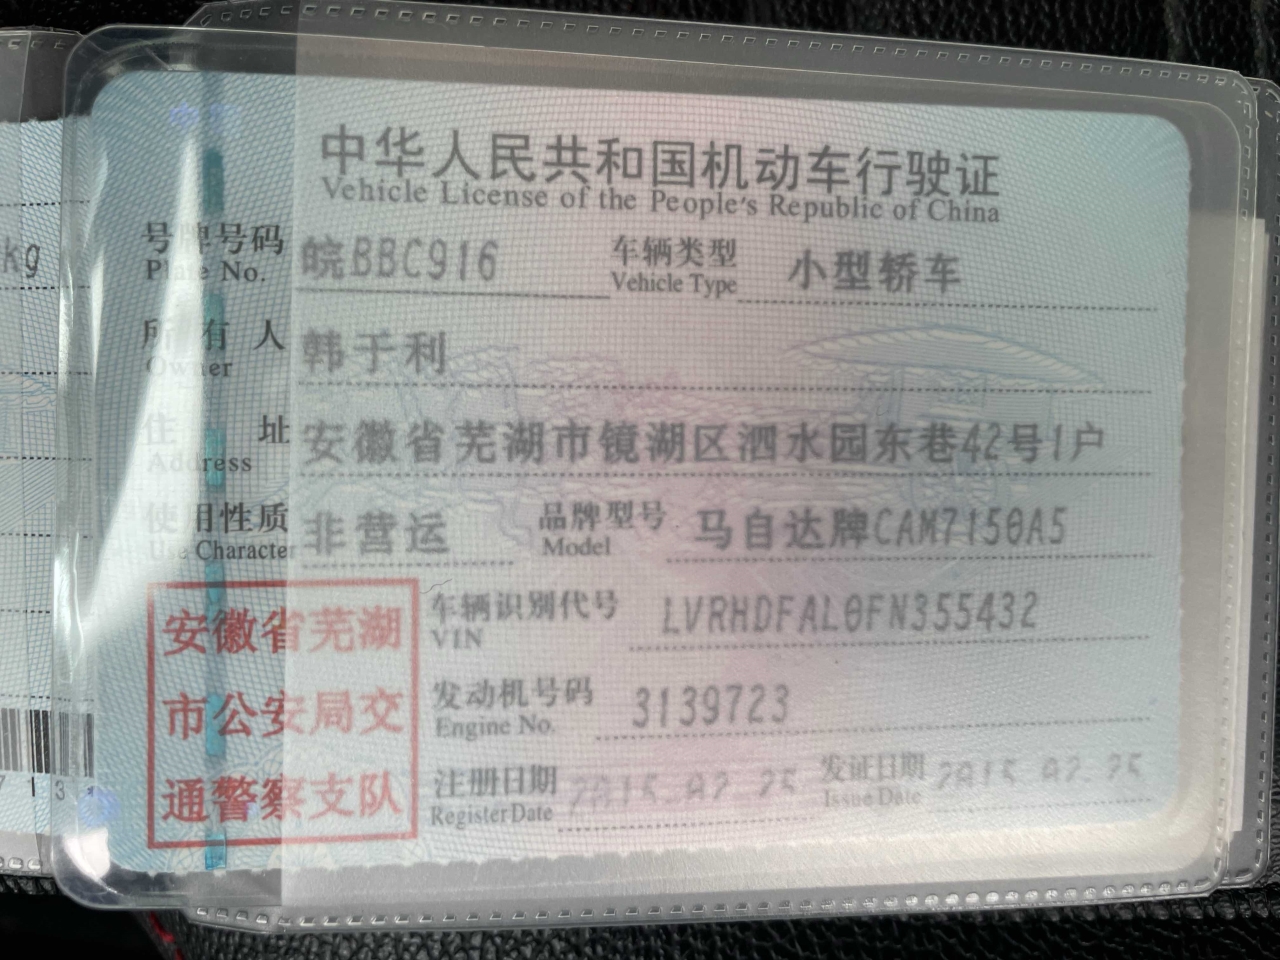 中华人民共和国机动车行驶证
Vehicle License of the People's Republic of China
号牌号码 皖BBC916 车辆类型 小型轿车
Plate No. Vehicle Type
所有人 韩于利
Owner
住址 安徽省芜湖市镜湖区泗水园东巷42号1户
Address
使用性质 非营运 品牌型号 马自达牌CAM7150A5
Use Character Model
安徽省芜湖
市公安局交
通警察支队
车辆识别代号 LVRHDFAL0FN355432
VIN
发动机号码 3139723
Engine No.
注册日期 发证日期
Register Date Issue Date
kg
713